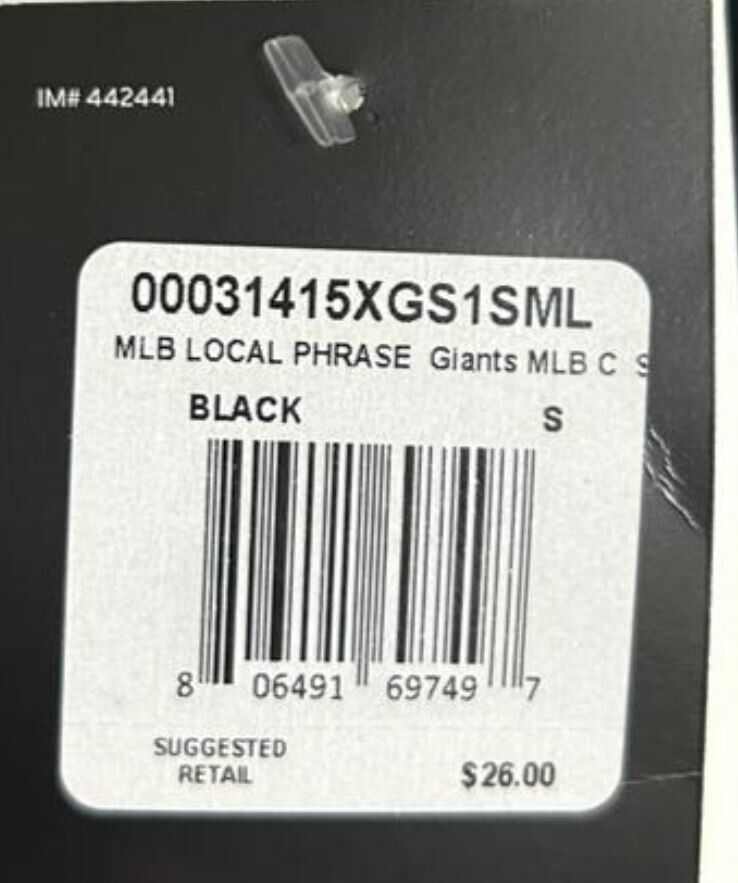 IM# 442441
00031415XGS1SML
MLB LOCAL PHRASE Giants MLB C S
BLACK S
8 06491 69749 7
SUGGESTED
RETAIL $26.00